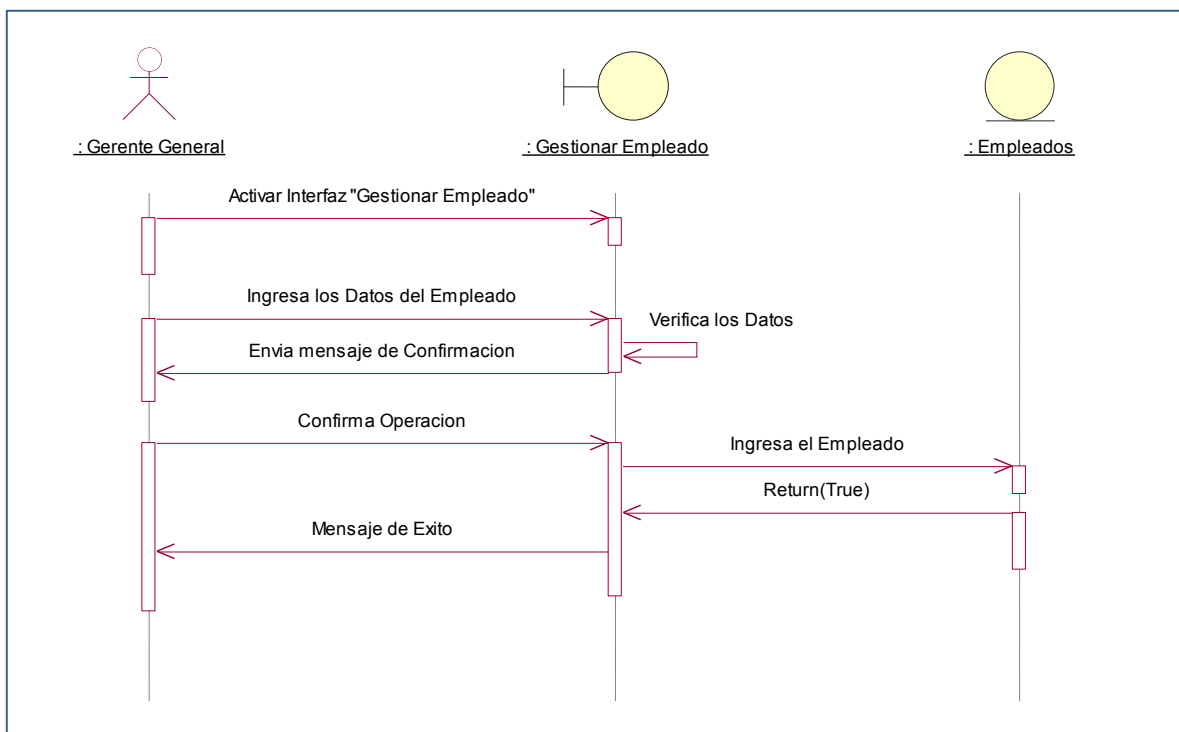 : Gerente General
: Gestionar Empleado
: Empleados
Activar Interfaz "Gestionar Empleado"
Ingresa los Datos del Empleado
Verifica los Datos
Envia mensaje de Confirmacion
Confirma Operacion
Ingresa el Empleado
Return(True)
Mensaje de Exito